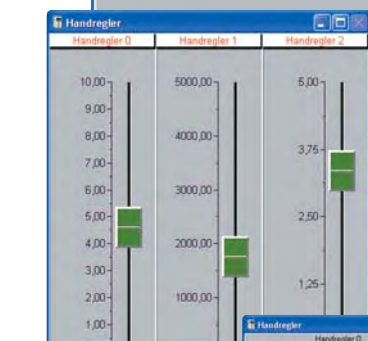 Handregler
Handregler 0 Handregler 1 Handregler 2
10,00 5000,00 5,00
9,00
8,00 4000,00
7,00 3,75
6,00 3000,00
5,00
4,00 2000,00 2,50
3,00
2,00 1000,00 1,25
1,00
Handregler
Handregler 0